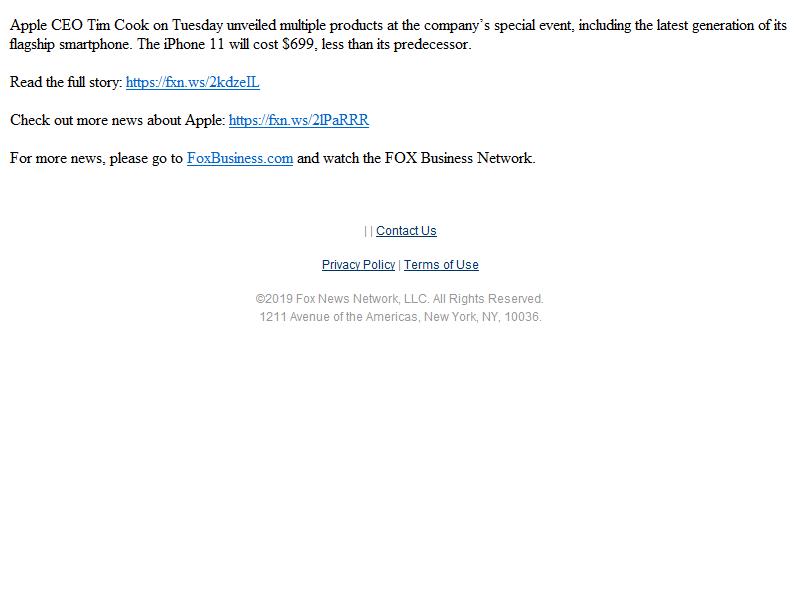 Apple CEO Tim Cook on Tuesday unveiled multiple products at the company’s special event, including the latest generation of its
flagship smartphone. The iPhone 11 will cost $699, less than its predecessor.
Read the full story: https://fxn.ws/2kdzeIL
Check out more news about Apple: https://fxn.ws/2lPaRRR
For more news, please go to FoxBusiness.com and watch the FOX Business Network.
| | Contact Us
Privacy Policy | Terms of Use
©2019 Fox News Network, LLC. All Rights Reserved.
1211 Avenue of the Americas, New York, NY, 10036.